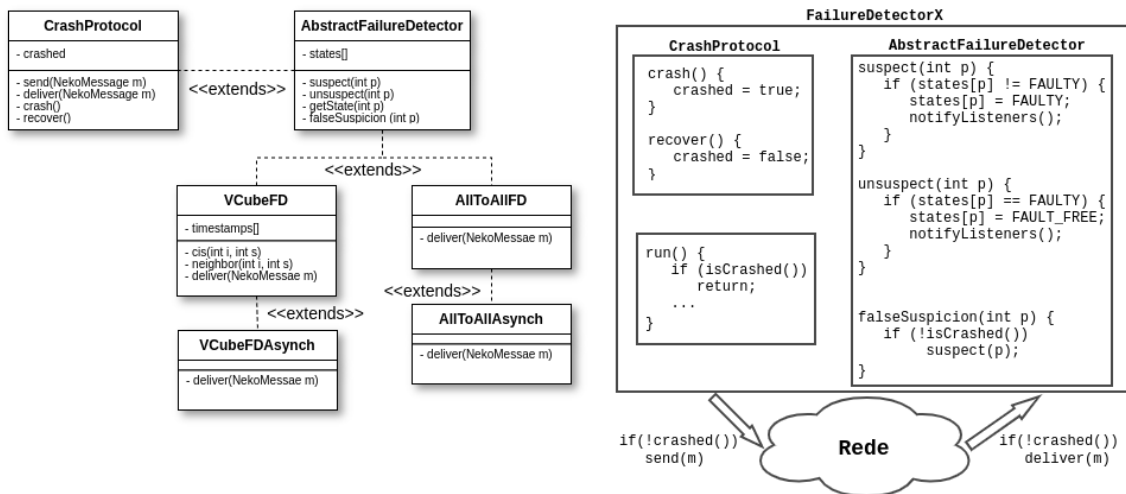 CrashProtocol
- crashed
- send(NekoMessage m)
- deliver(NekoMessage m)
- crash()
- recover()
<<extends>>
AbstractFailureDetector
- states[]
- suspect(int p)
- unsuspect(int p)
- getState(int p)
- falseSuspicion (int p)
<<extends>>
VCubeFD
- timestamps[]
- cis(int i, int s)
- neighbor(int i, int s)
- deliver(NekoMessae m)
AllToAllFD
- deliver(NekoMessae m)
<<extends>>
<<extends>>
VCubeFDAsynch
- deliver(NekoMessae m)
AllToAllAsynch
- deliver(NekoMessae m)
FailureDetectorX
CrashProtocol
crash() {
crashed = true;
}
recover() {
crashed = false;
}
run() {
if (isCrashed())
return;
...
}
AbstractFailureDetector
suspect(int p) {
if (states[p] != FAULTY) {
states[p] = FAULTY;
notifyListeners();
}
}
unsuspect(int p) {
if (states[p] == FAULTY) {
states[p] = FAULT_FREE;
notifyListeners();
}
}
falseSuspicion(int p) {
if (!isCrashed())
suspect(p);
}
if(!crashed())
send(m)
Rede
if(!crashed())
deliver(m)